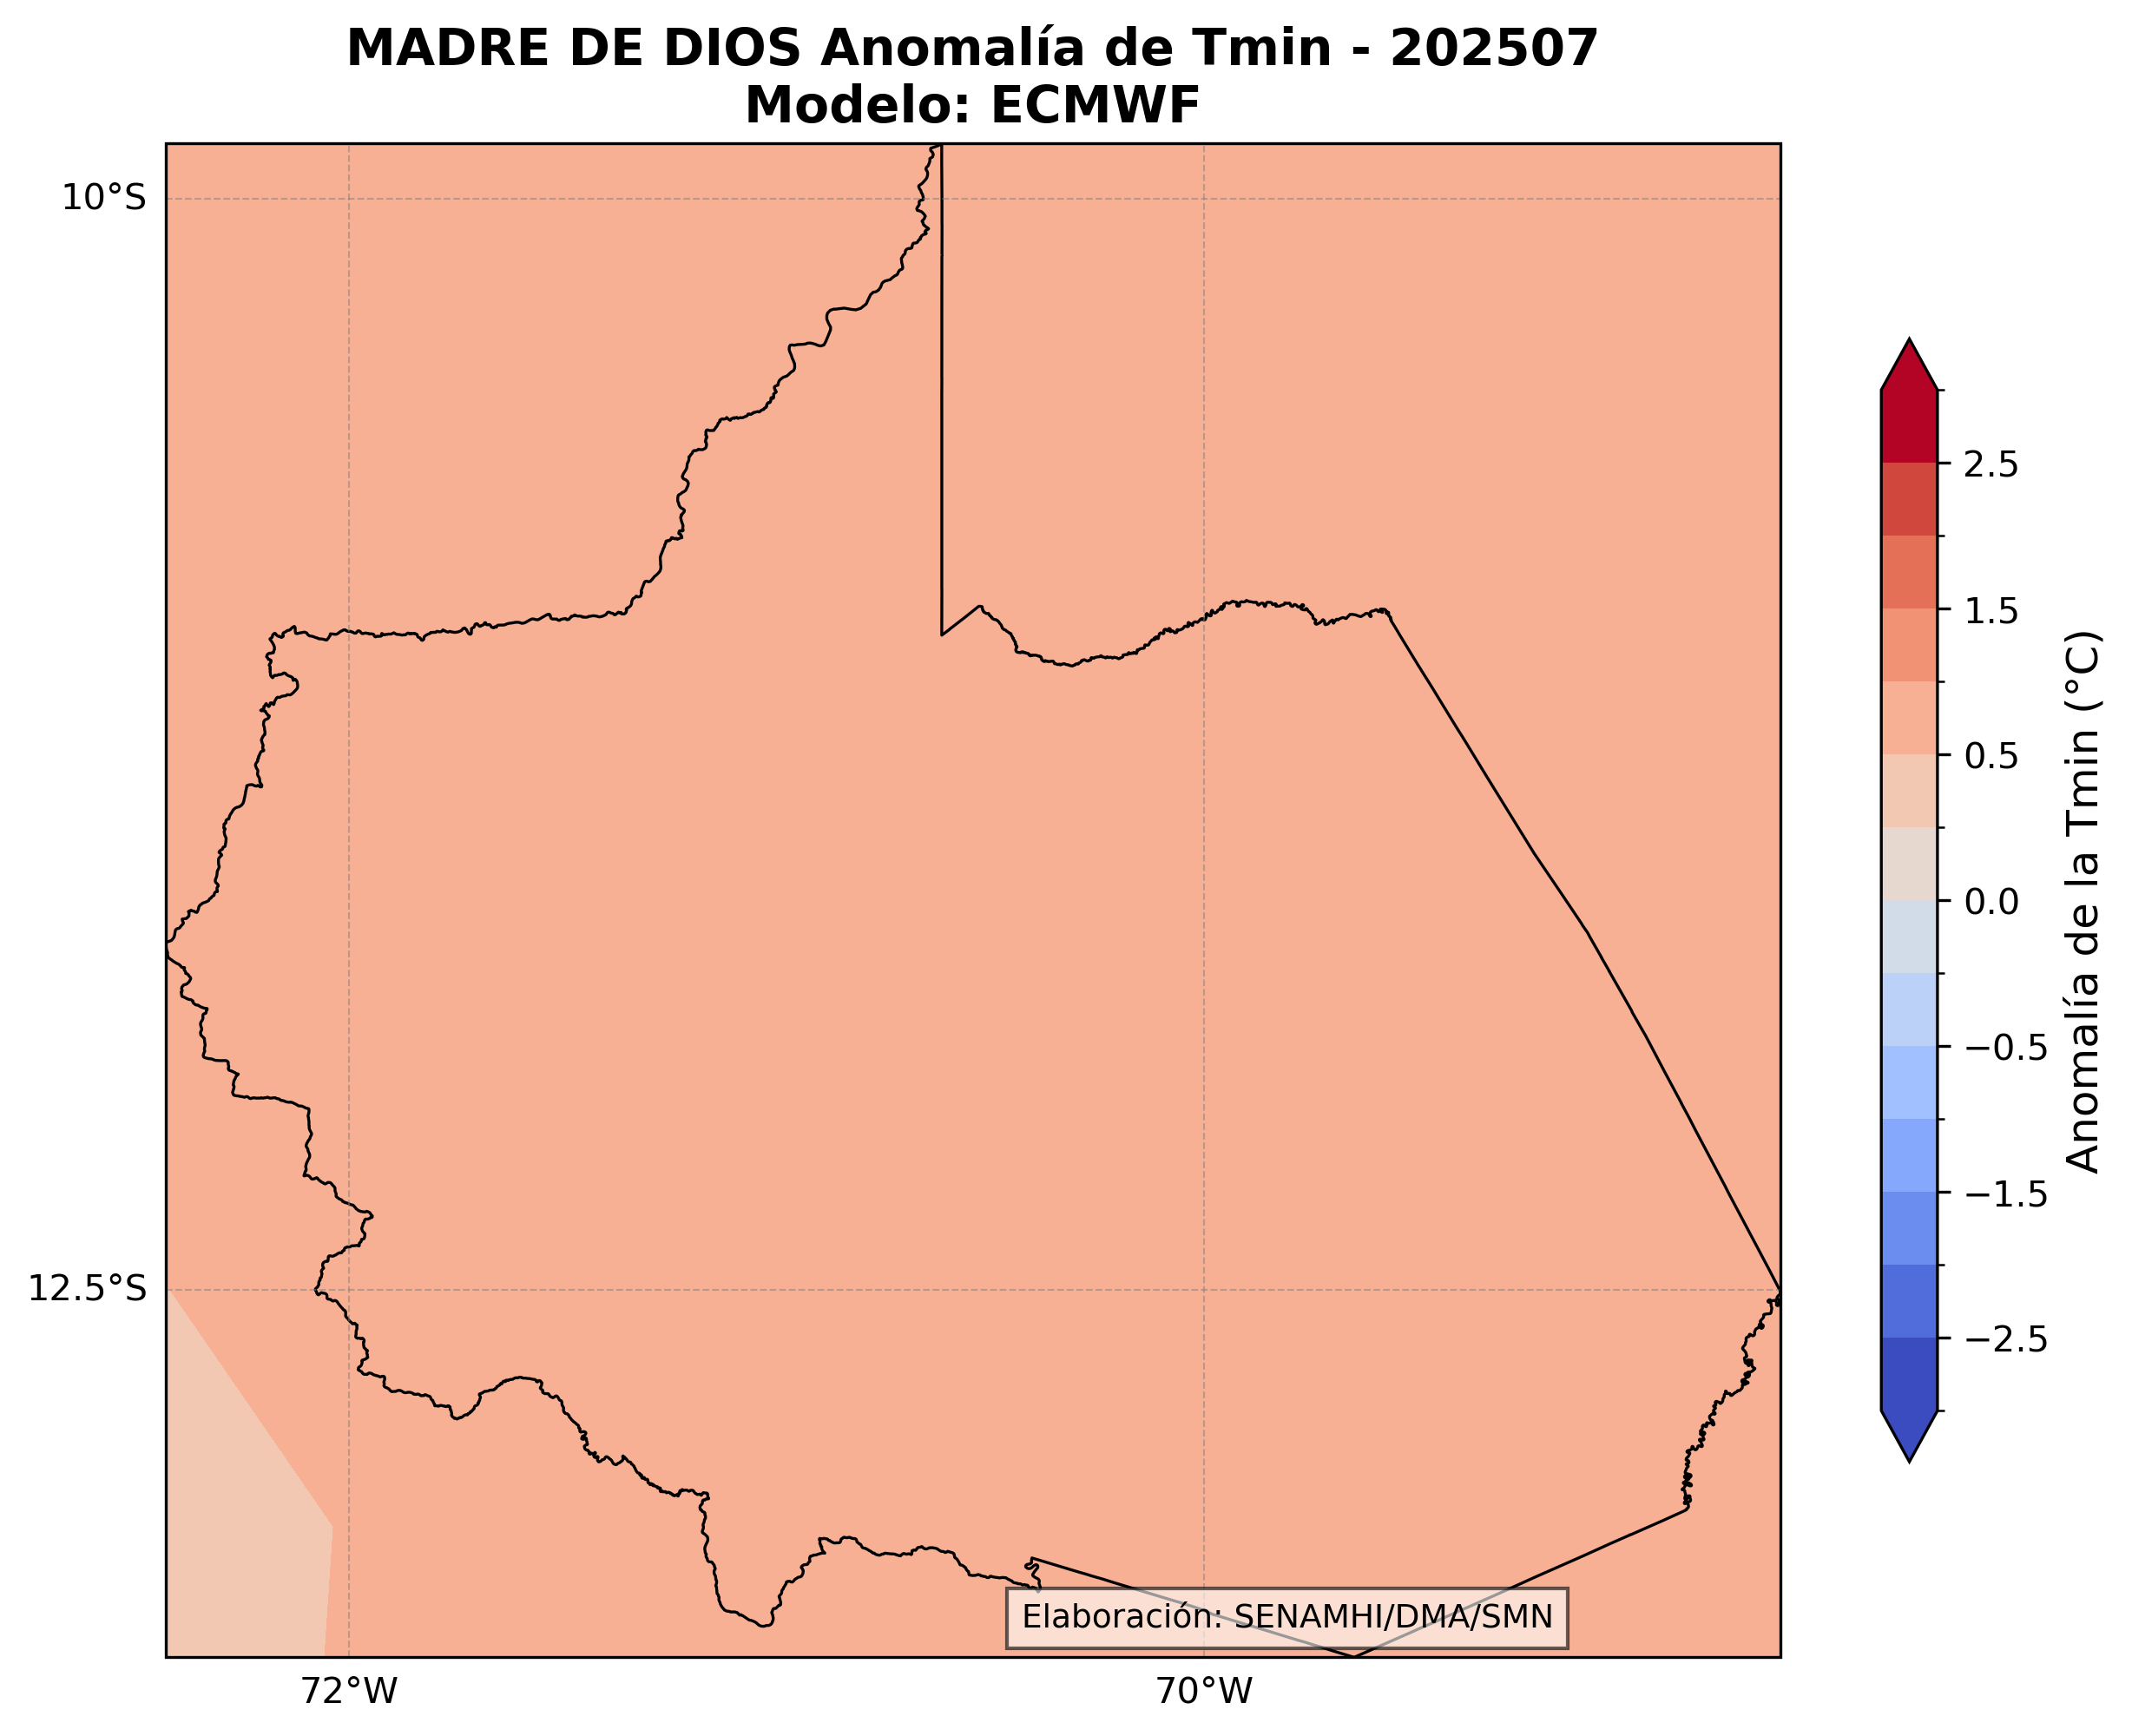 MADRE DE DIOS Anomalía de Tmin - 202507
Modelo: ECMWF
10°S
12.5°S
72°W
70°W
Elaboración: SENAMHI/DMA/SMN
2.5
1.5
0.5
0.0
−0.5
−1.5
−2.5
Anomalía de la Tmin (°C)